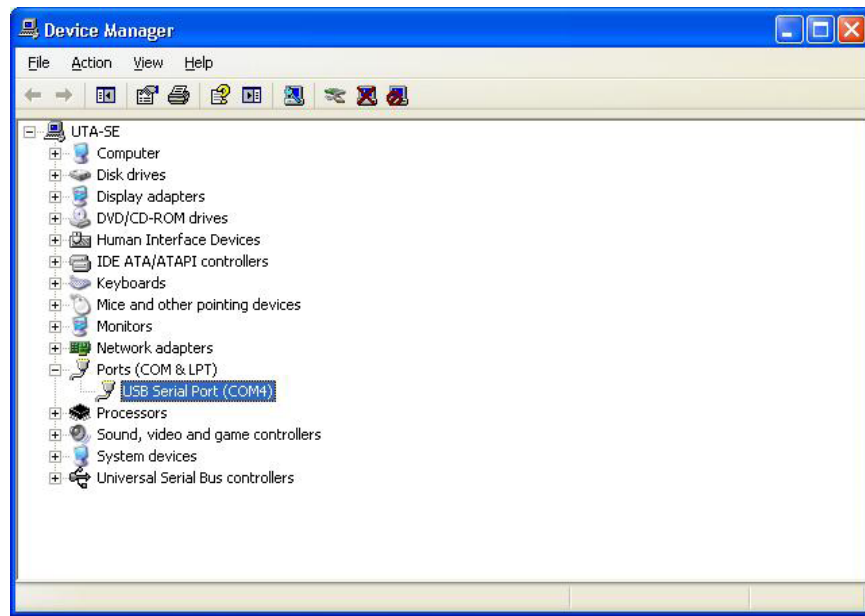 Device Manager
File Action View Help
UTA-SE
Computer
Disk drives
Display adapters
DVD/CD-ROM drives
Human Interface Devices
IDE ATA/ATAPI controllers
Keyboards
Mice and other pointing devices
Monitors
Network adapters
Ports (COM & LPT)
USB Serial Port (COM4)
Processors
Sound, video and game controllers
System devices
Universal Serial Bus controllers